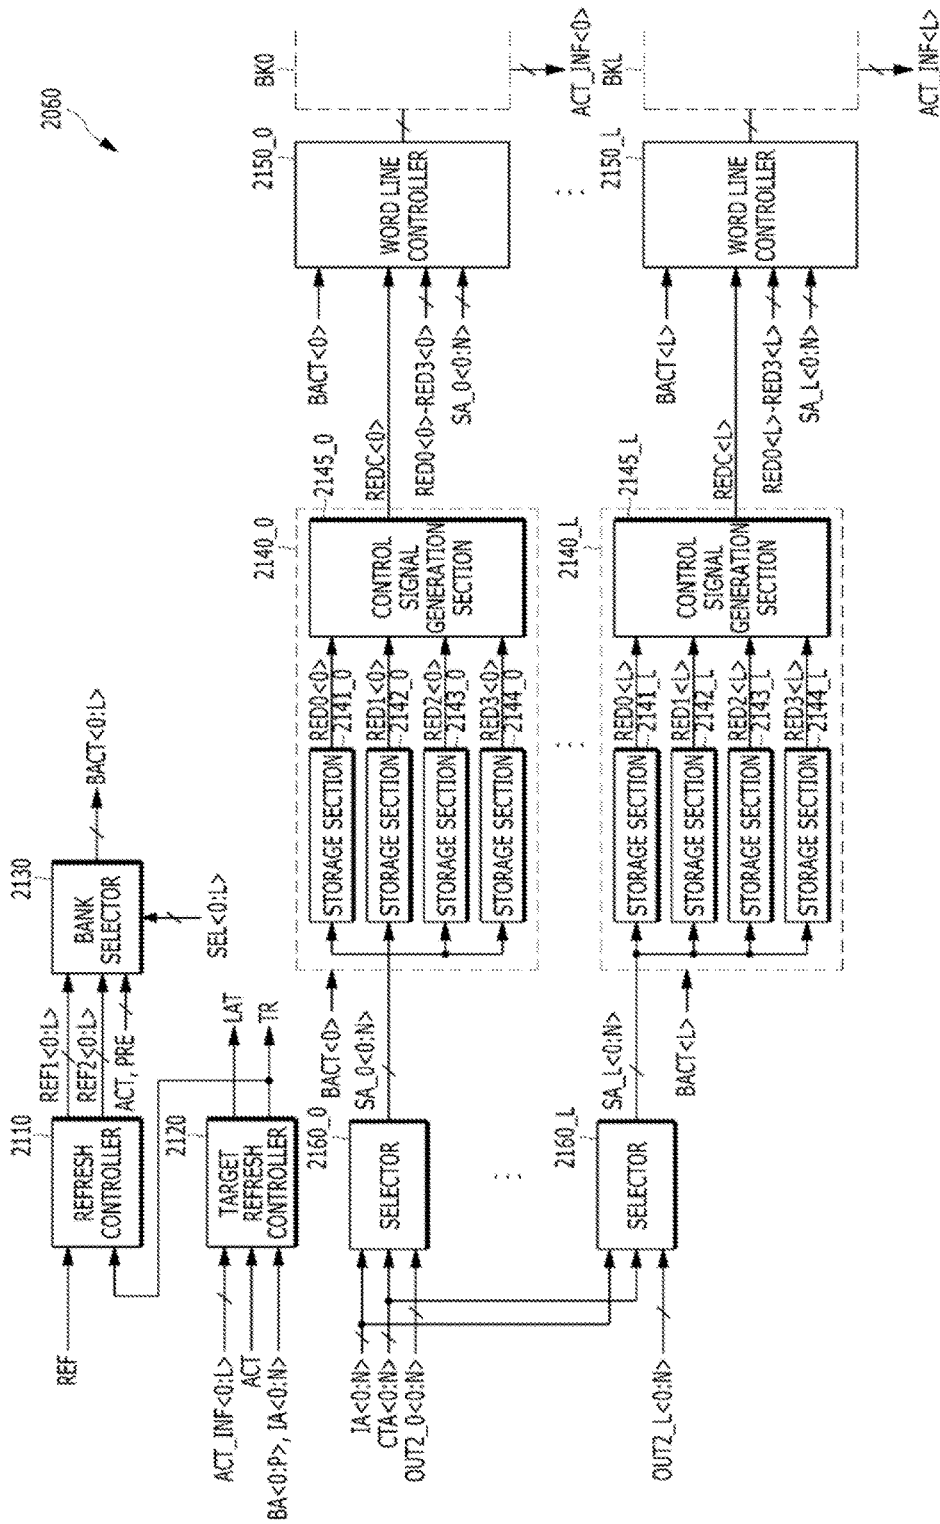 2060
REF
2110
REFRESH
CONTROLLER
REF1<0:L>
REF2<0:L>
ACT, PRE
2130
BANK
SELECTOR
BACT<0:L>
SEL<0:L>
ACT_INF<0:L>
ACT
BA<0:P>, IA<0:N>
2120
TARGET
REFRESH
CONTROLLER
LAT
TR
IA<0:N>
CTA<0:N>
OUT2_0<0:N>
2160_0
SELECTOR
BACT<0>
SA_0<0:N>
2140_0
STORAGE SECTION
RED0<0>
2141_0
STORAGE SECTION
RED1<0>
2142_0
STORAGE SECTION
RED2<0>
2143_0
STORAGE SECTION
RED3<0>
2144_0
2145_0
CONTROL
SIGNAL
GENERATION
SECTION
BACT<0>
REDC<0>
RED0<0>~RED3<0>
SA_0<0:N>
2150_0
WORD LINE
CONTROLLER
BK0
ACT_INF<0>
OUT2_L<0:N>
2160_L
SELECTOR
SA_L<0:N>
BACT<L>
2140_L
STORAGE SECTION
RED0<L>
2141_L
STORAGE SECTION
RED1<L>
2142_L
STORAGE SECTION
RED2<L>
2143_L
STORAGE SECTION
RED3<L>
2144_L
2145_L
CONTROL
SIGNAL
GENERATION
SECTION
BACT<L>
REDC<L>
RED0<L>~RED3<L>
SA_L<0:N>
2150_L
WORD LINE
CONTROLLER
BKL
ACT_INF<L>